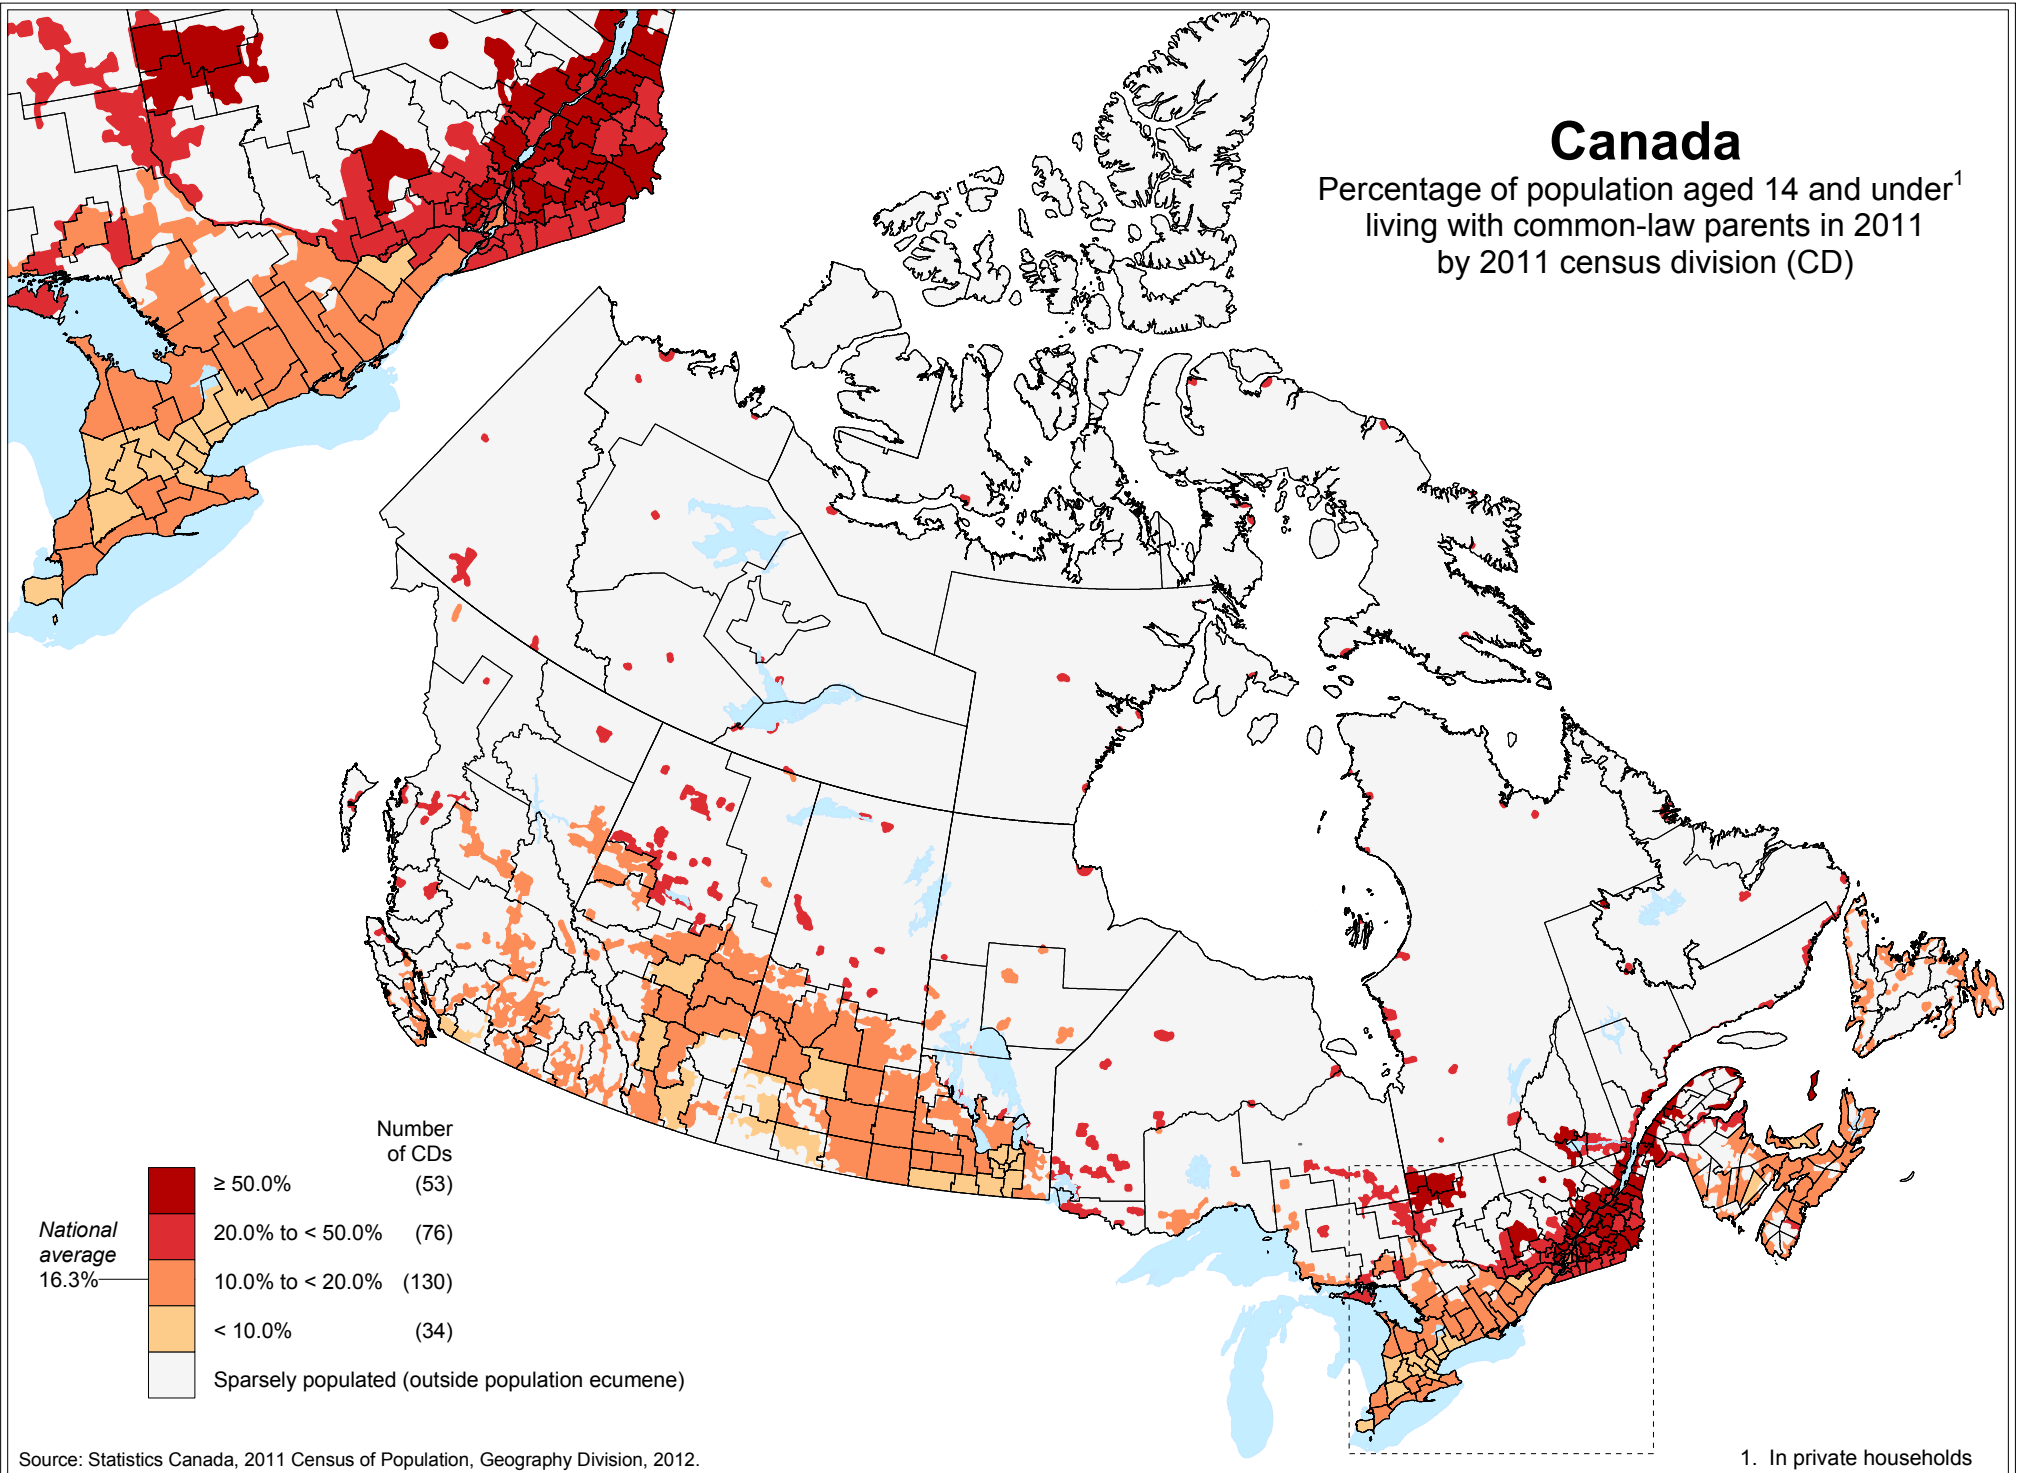 Canada
Percentage of population aged 14 and under1
living with common-law parents in 2011
by 2011 census division (CD)
Number
of CDs
≥ 50.0% (53)
20.0% to < 50.0% (76)
National
average
16.3%
10.0% to < 20.0% (130)
< 10.0% (34)
Sparsely populated (outside population ecumene)
Source: Statistics Canada, 2011 Census of Population, Geography Division, 2012.
1. In private households